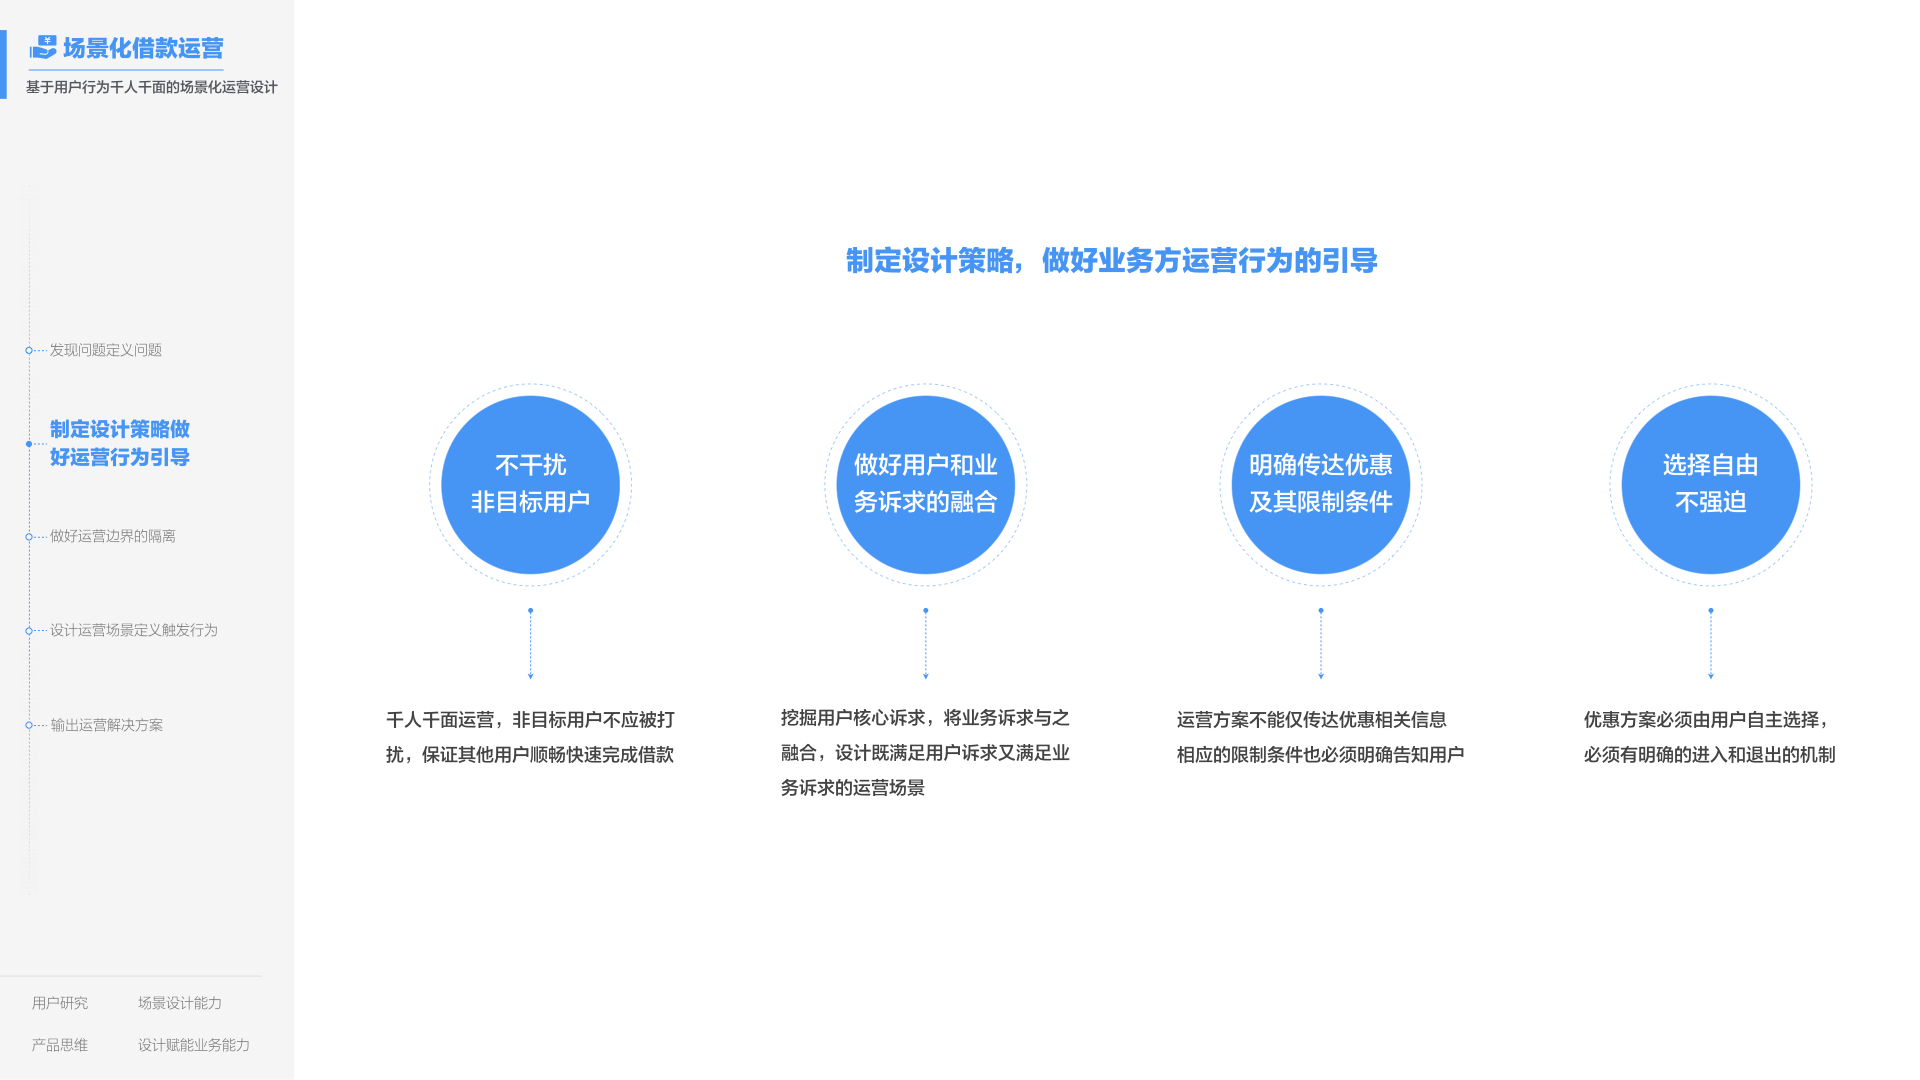 场景化借款运营
基于用户行为千人千面的场景化运营设计
发现问题定义问题
制定设计策略做
好运营行为引导
做好运营边界的隔离
设计运营场景定义触发行为
输出运营解决方案
用户研究
场景设计能力
产品思维
设计赋能业务能力
制定设计策略，做好业务方运营行为的引导
不干扰
非目标用户
千人千面运营，非目标用户不应被打
扰，保证其他用户顺畅快速完成借款
做好用户和业
务诉求的融合
挖掘用户核心诉求，将业务诉求与之
融合，设计既满足用户诉求又满足业
务诉求的运营场景
明确传达优惠
及其限制条件
运营方案不能仅传达优惠相关信息
相应的限制条件也必须明确告知用户
选择自由
不强迫
优惠方案必须由用户自主选择，
必须有明确的进入和退出的机制